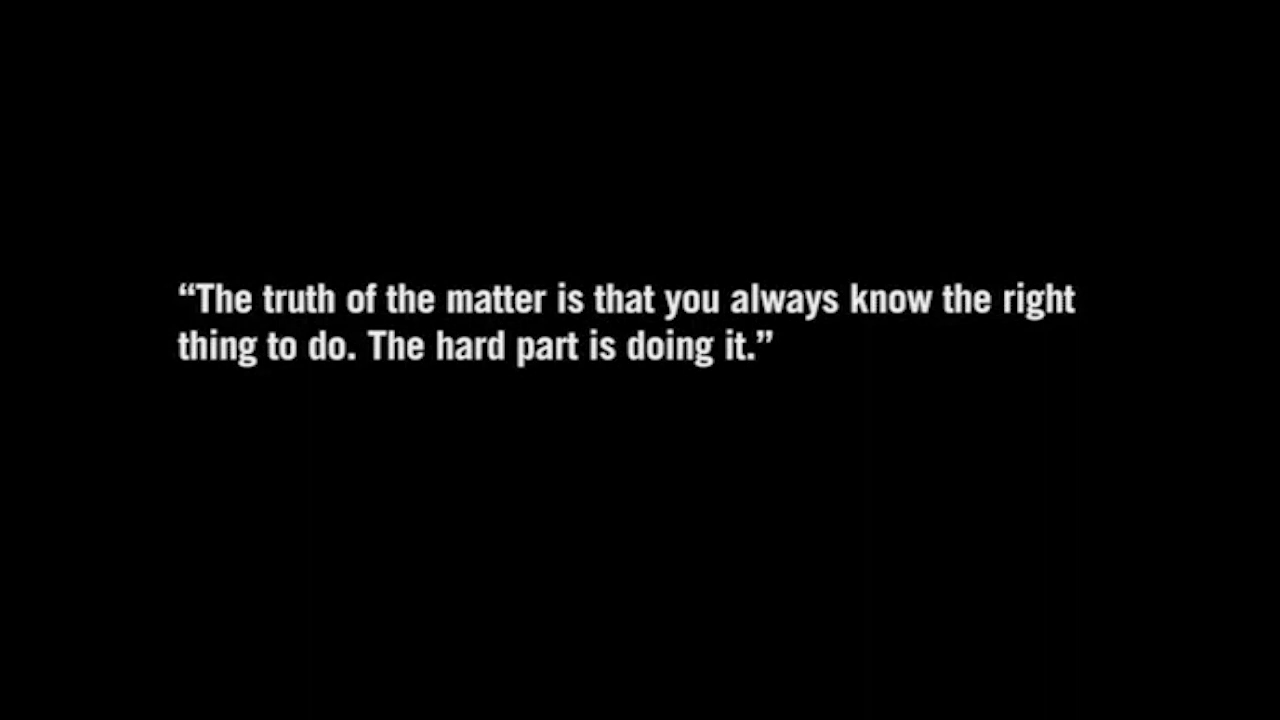 “The truth of the matter is that you always know the right
thing to do. The hard part is doing it.”